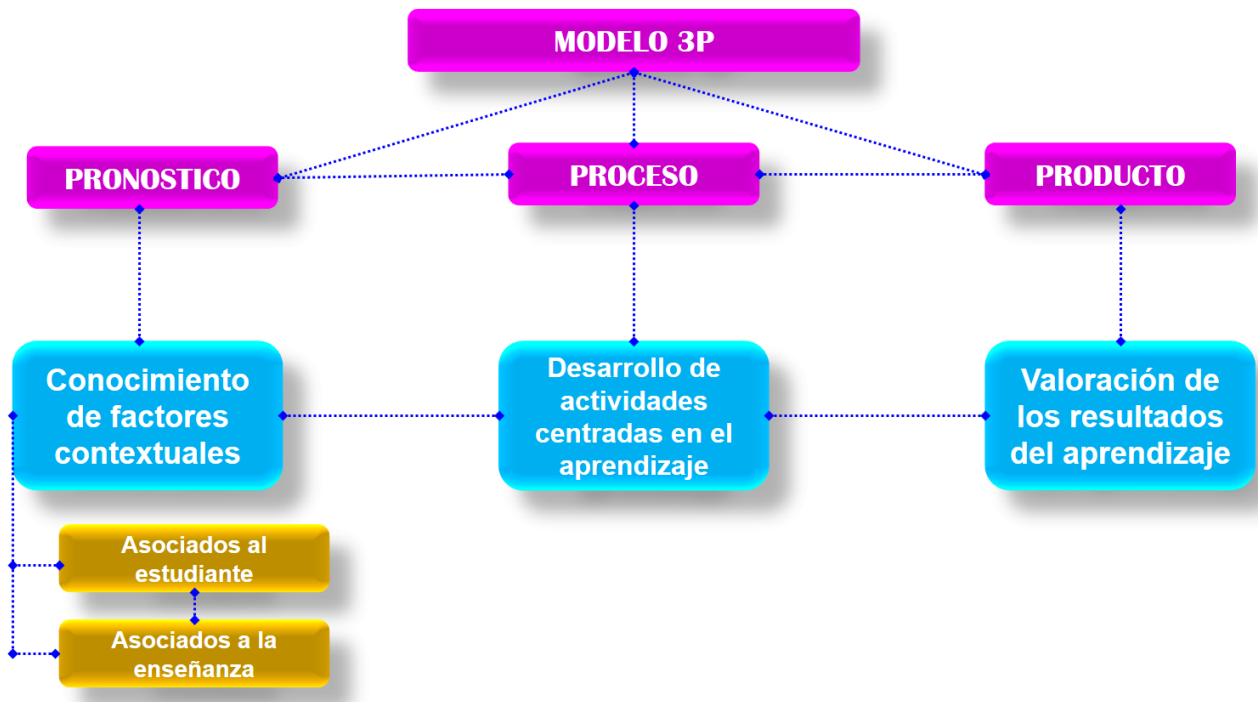 MODELO 3P
PRONOSTICO
PROCESO
PRODUCTO
Conocimiento
de factores
contextuales
Desarrollo de
actividades
centradas en el
aprendizaje
Valoración de
los resultados
del aprendizaje
Asociados al
estudiante
Asociados a la
enseñanza